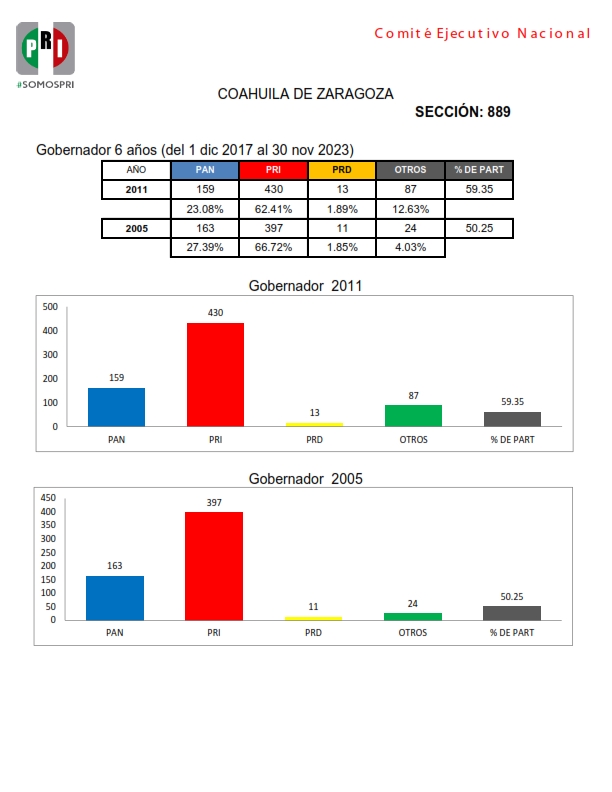 Comité Ejecutivo Nacional
PRI
#SOMOSPRI
COAHUILA DE ZARAGOZA
SECCIÓN: 889
Gobernador 6 años (del 1 dic 2017 al 30 nov 2023)
AÑO PAN PRI PRD OTROS % DE PART
2011 159 430 13 87 59.35
23.08% 62.41% 1.89% 12.63%
2005 163 397 11 24 50.25
27.39% 66.72% 1.85% 4.03%
Gobernador 2011
500
400
300
200
100
0
159
430
13
87
59.35
PAN PRI PRD OTROS % DE PART
Gobernador 2005
450
400
350
300
250
200
150
100
50
0
163
397
11
24
50.25
PAN PRI PRD OTROS % DE PART